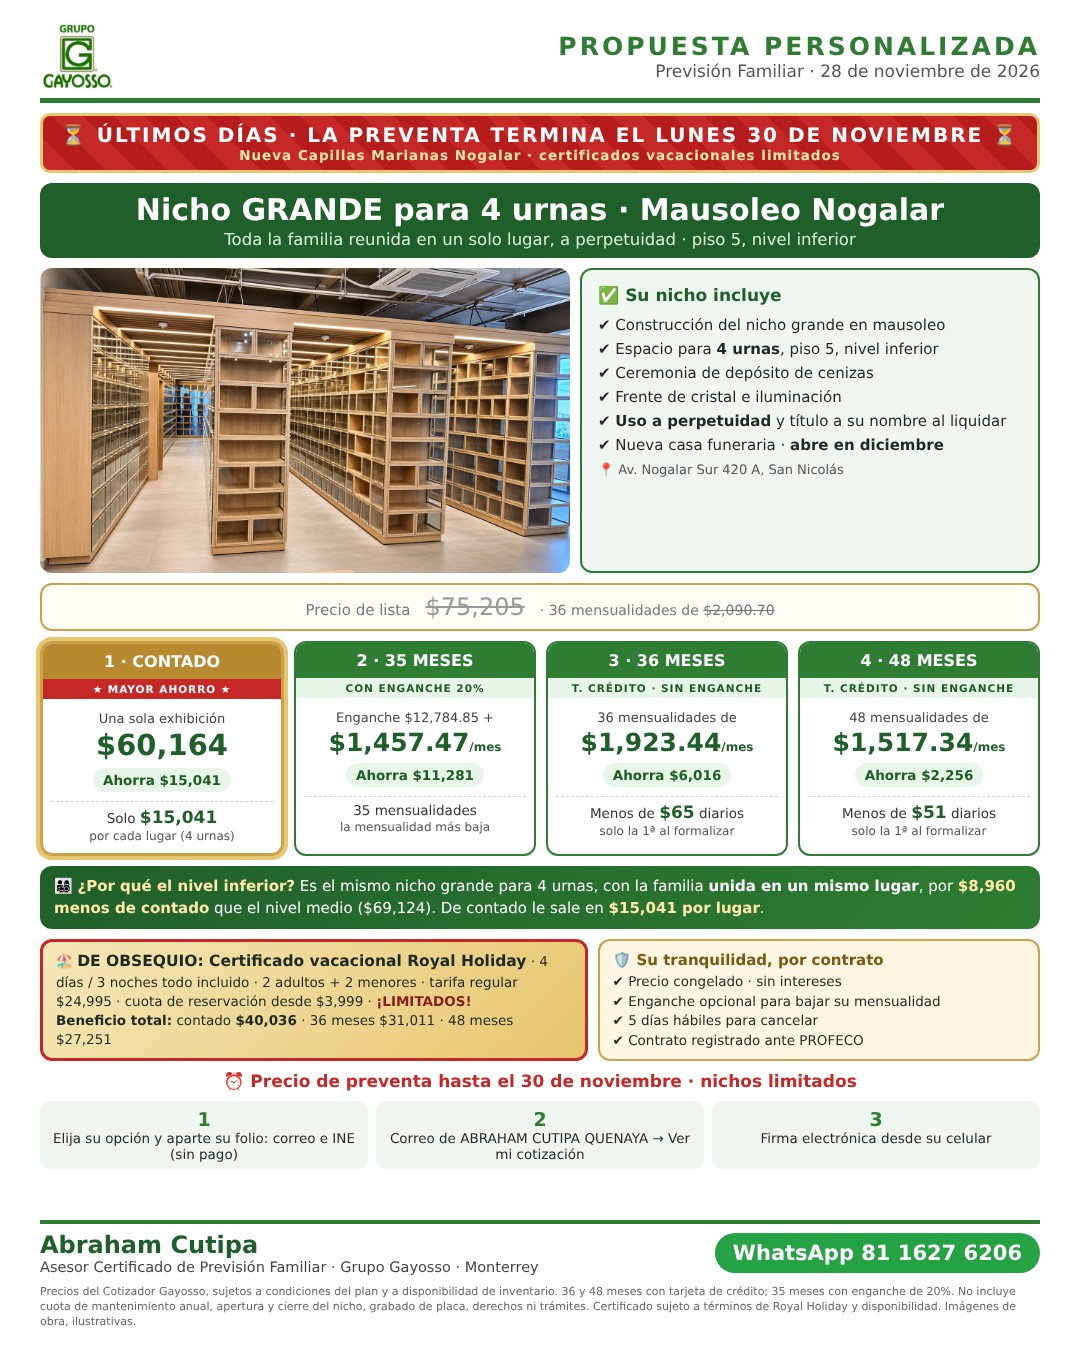 GRUPO
GAYOSSO
PROPUESTA PERSONALIZADA
Previsión Familiar · 28 de noviembre de 2026
⏳ ÚLTIMOS DÍAS · LA PREVENTA TERMINA EL LUNES 30 DE NOVIEMBRE ⏳
Nueva Capillas Marianas Nogalar · certificados vacacionales limitados
Nicho GRANDE para 4 urnas · Mausoleo Nogalar
Toda la familia reunida en un solo lugar, a perpetuidad · piso 5, nivel inferior
✅ Su nicho incluye
✔ Construcción del nicho grande en mausoleo
✔ Espacio para 4 urnas, piso 5, nivel inferior
✔ Ceremonia de depósito de cenizas
✔ Frente de cristal e iluminación
✔ Uso a perpetuidad y título a su nombre al liquidar
✔ Nueva casa funeraria · abre en diciembre
📍 Av. Nogalar Sur 420 A, San Nicolás
Precio de lista $75,205 · 36 mensualidades de $2,090.70
1 · CONTADO
★ MAYOR AHORRO ★
Una sola exhibición
$60,164
Ahorra $15,041
Solo $15,041
por cada lugar (4 urnas)
2 · 35 MESES
CON ENGANCHE 20%
Enganche $12,784.85 +
$1,457.47/mes
Ahorra $11,281
35 mensualidades
la mensualidad más baja
3 · 36 MESES
T. CRÉDITO · SIN ENGANCHE
36 mensualidades de
$1,923.44/mes
Ahorra $6,016
Menos de $65 diarios
solo la 1ª al formalizar
4 · 48 MESES
T. CRÉDITO · SIN ENGANCHE
48 mensualidades de
$1,517.34/mes
Ahorra $2,256
Menos de $51 diarios
solo la 1ª al formalizar
👨‍👩‍👧‍👦 ¿Por qué el nivel inferior? Es el mismo nicho grande para 4 urnas, con la familia unida en un mismo lugar, por $8,960
menos de contado que el nivel medio ($69,124). De contado le sale en $15,041 por lugar.
🏖️ DE OBSEQUIO: Certificado vacacional Royal Holiday · 4
días / 3 noches todo incluido · 2 adultos + 2 menores · tarifa regular
$24,995 · cuota de reservación desde $3,999 · ¡LIMITADOS!
Beneficio total: contado $40,036 · 36 meses $31,011 · 48 meses
$27,251
🛡️ Su tranquilidad, por contrato
✔ Precio congelado · sin intereses
✔ Enganche opcional para bajar su mensualidad
✔ 5 días hábiles para cancelar
✔ Contrato registrado ante PROFECO
⏰ Precio de preventa hasta el 30 de noviembre · nichos limitados
1
Elija su opción y aparte su folio: correo e INE
(sin pago)
2
Correo de ABRAHAM CUTIPA QUENAYA → Ver
mi cotización
3
Firma electrónica desde su celular
Abraham Cutipa
Asesor Certificado de Previsión Familiar · Grupo Gayosso · Monterrey
WhatsApp 81 1627 6206
Precios del Cotizador Gayosso, sujetos a condiciones del plan y a disponibilidad de inventario. 36 y 48 meses con tarjeta de crédito; 35 meses con enganche de 20%. No incluye
cuota de mantenimiento anual, apertura y cierre del nicho, grabado de placa, derechos ni trámites. Certificado sujeto a términos de Royal Holiday y disponibilidad. Imágenes de
obra, ilustrativas.